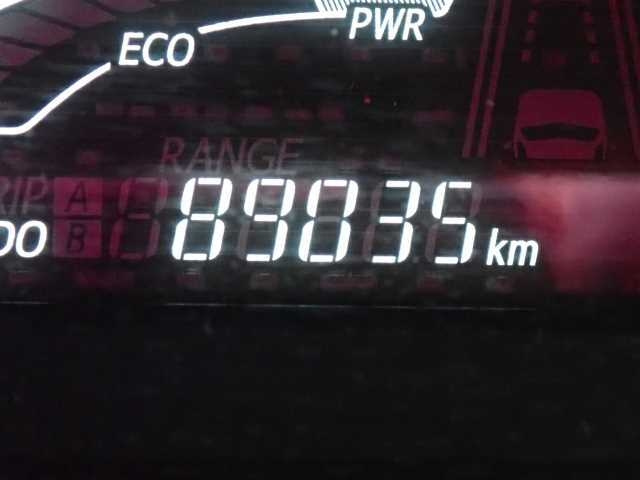 PWR
ECO
RANGE
RIP A
DO B 89035 km